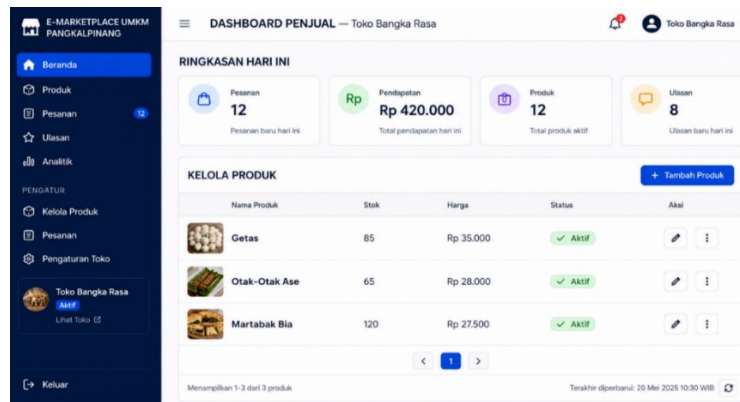 E-MARKETPLACE UMKM
PANGKALPINANG
Beranda
Produk
Pesanan 12
Ulasan
Analitik
PENGATUR
Kelola Produk
Pesanan
Pengaturan Toko
Toko Bangka Rasa
Aktif
Lihat Toko
Keluar
DASHBOARD PENJUAL — Toko Bangka Rasa
Toko Bangka Rasa
RINGKASAN HARI INI
Pesanan
12
Pesanan baru hari ini
Rp
Pendapatan
Rp 420.000
Total pendapatan hari ini
Produk
12
Total produk aktif
Ulasan
8
Ulasan baru hari ini
KELOLA PRODUK
+ Tambah Produk
Nama Produk Stok Harga Status Aksi
Getas 85 Rp 35.000 Aktif
Otak-Otak Ase 65 Rp 28.000 Aktif
Martabak Bia 120 Rp 27.500 Aktif
< 1 >
Menampilkan 1-3 dari 3 produk
Terakhir diperbarui: 20 Mei 2025 10:30 WIB